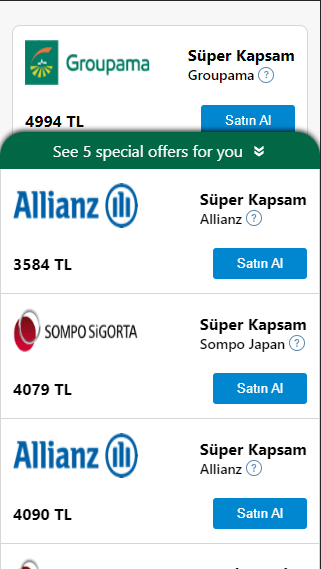 Groupama
Süper Kapsam
Groupama ?
4994 TL
Satın Al
See 5 special offers for you
Allianz
Süper Kapsam
Allianz ?
3584 TL
Satın Al
SOMPO SİGORTA
Süper Kapsam
Sompo Japan ?
4079 TL
Satın Al
Allianz
Süper Kapsam
Allianz ?
4090 TL
Satın Al